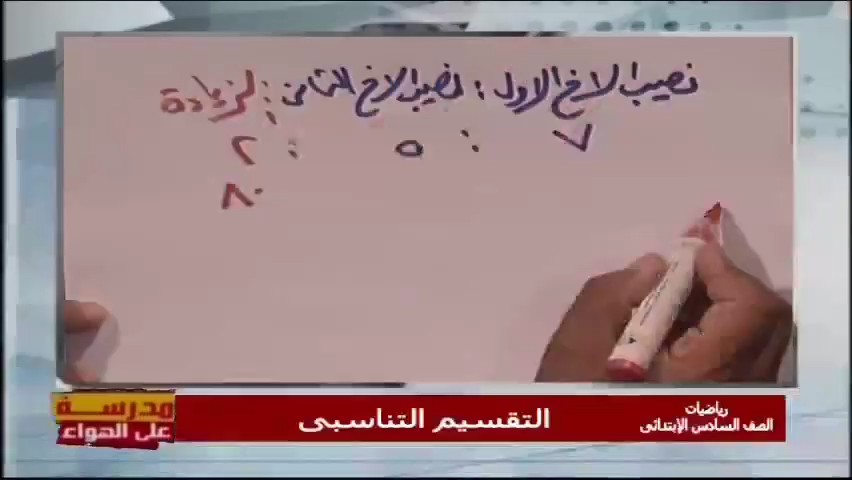 نصيب الاخ الاول : نصيب الاخ الثانى : الزيادة
٧ : ٥ : ٢
٨٠
مدرسة
على الهواء
التقسيم التناسبى
رياضيات
الصف السادس الإبتدائى